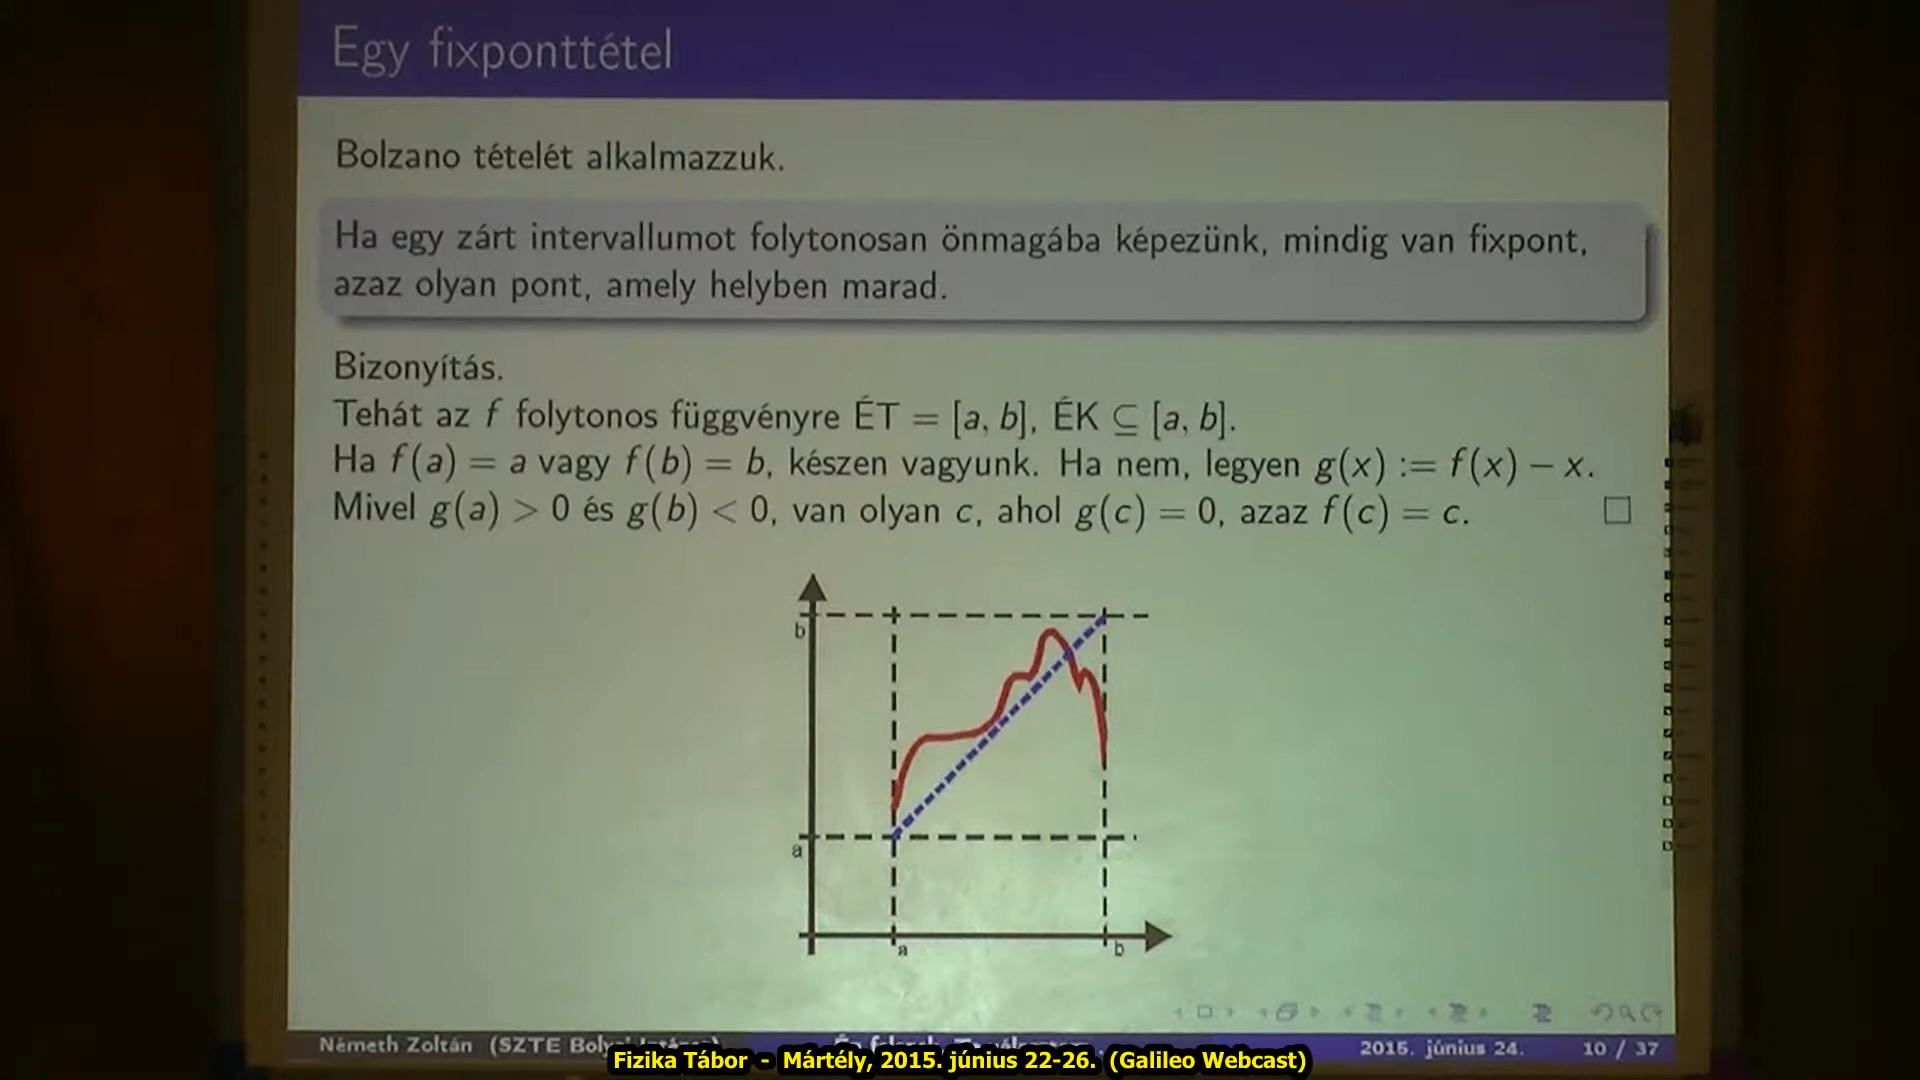 Egy fixponttétel
Bolzano tételét alkalmazzuk.
Ha egy zárt intervallumot folytonosan önmagába képezünk, mindig van fixpont,
azaz olyan pont, amely helyben marad.
Bizonyítás.
Tehát az f folytonos függvényre ÉT = [a, b], ÉK ⊆ [a, b].
Ha f(a) = a vagy f(b) = b, készen vagyunk. Ha nem, legyen g(x) := f(x) − x.
Mivel g(a) > 0 és g(b) < 0, van olyan c, ahol g(c) = 0, azaz f(c) = c. □
b
a
a b
Németh Zoltán (SZTE
2015. június 24. 10 / 37
Fizika Tábor - Mártély, 2015. június 22-26. (Galileo Webcast)